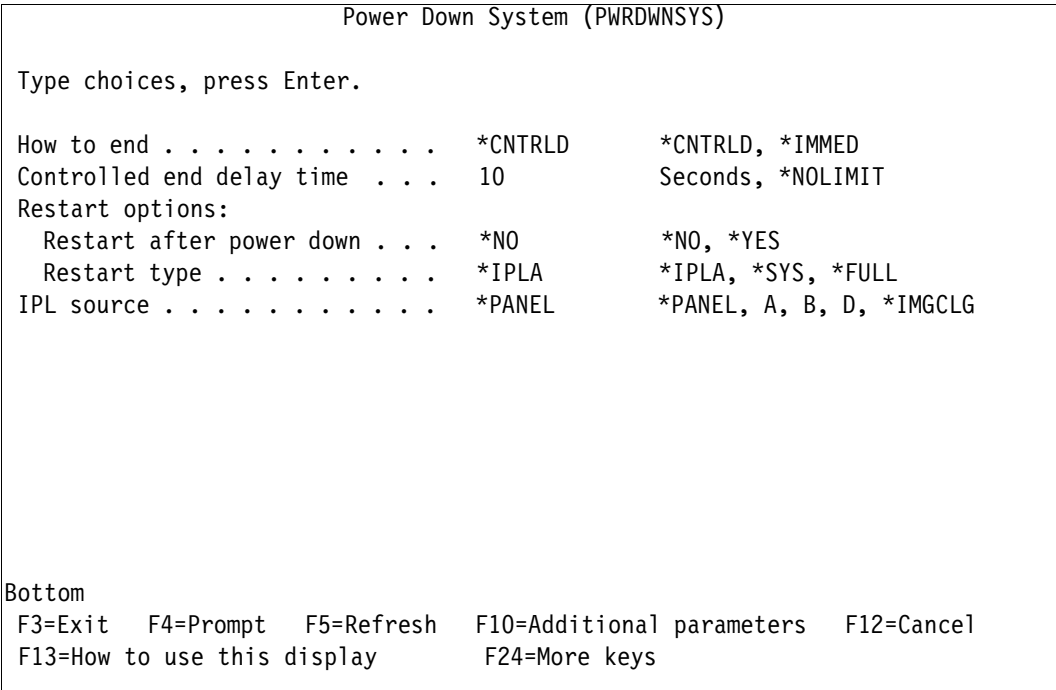 Power Down System (PWRDWNSYS)
Type choices, press Enter.
How to end . . . . . . . . . . . *CNTRLD *CNTRLD, *IMMED
Controlled end delay time . . . 10 Seconds, *NOLIMIT
Restart options:
Restart after power down . . . *NO *NO, *YES
Restart type . . . . . . . . . *IPLA *IPLA, *SYS, *FULL
IPL source . . . . . . . . . . . *PANEL *PANEL, A, B, D, *IMGCLG
Bottom
F3=Exit F4=Prompt F5=Refresh F10=Additional parameters F12=Cancel
F13=How to use this display F24=More keys